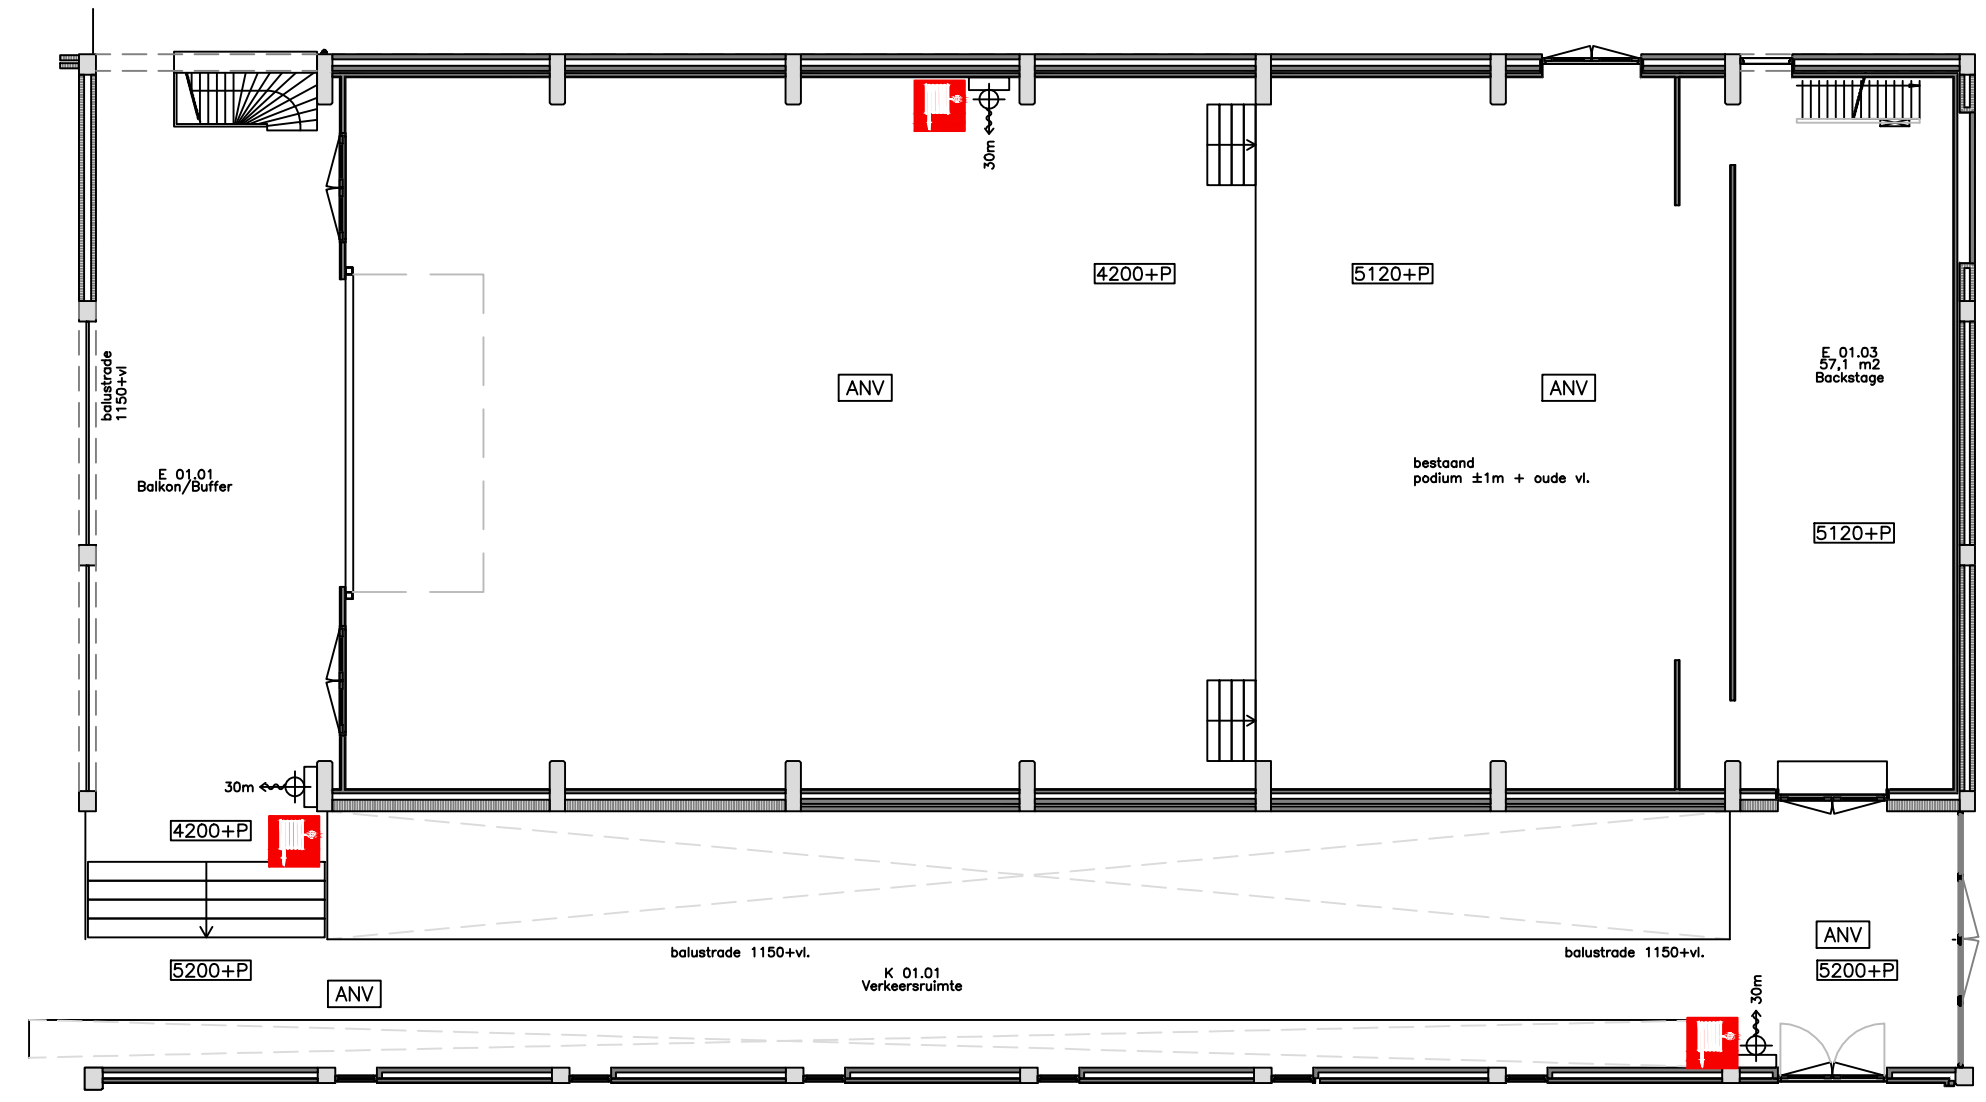 30m
4200+P
5120+P
balustrade
1150+vl
ANV
ANV
E 01.03
57,1 m2
Backstage
E 01.01
Balkon/Buffer
bestaand
podium ±1m + oude vl.
5120+P
30m
4200+P
ANV
balustrade 1150+vl.
balustrade 1150+vl.
5200+P
5200+P
K 01.01
Verkeersruimte
ANV
30m